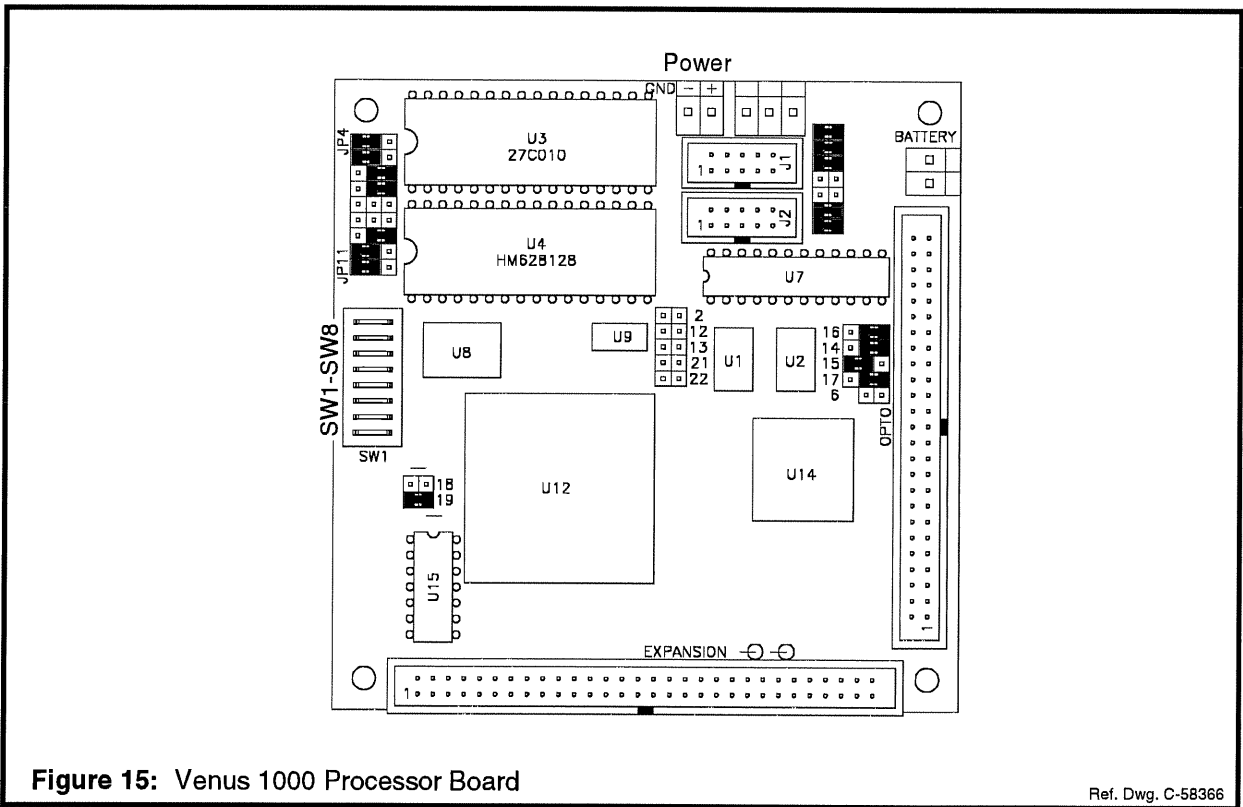 Power
GND - +
BATTERY
JP4
U3
27C010
J1
1
J2
1
U4
HM628128
JP11
U7
SW1-SW8
SW1
U8
U9
2
12
13
21
22
U1
U2
16
14
15
17
6
OPTO
U12
U14
18
19
U15
1
EXPANSION
1
Figure 15: Venus 1000 Processor Board
Ref. Dwg. C-58366